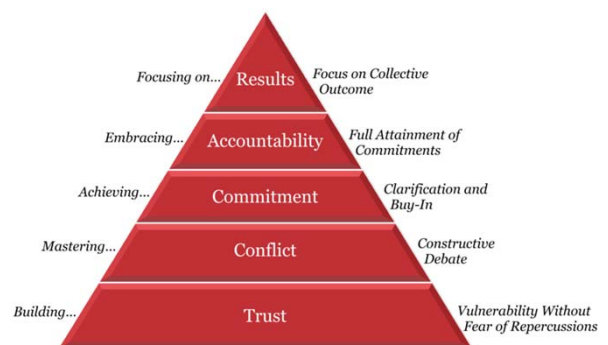 Focusing on...
Results
Focus on Collective
Outcome
Embracing...
Accountability
Full Attainment of
Commitments
Achieving...
Commitment
Clarification and
Buy-In
Mastering...
Conflict
Constructive
Debate
Building...
Trust
Vulnerability Without
Fear of Repercussions